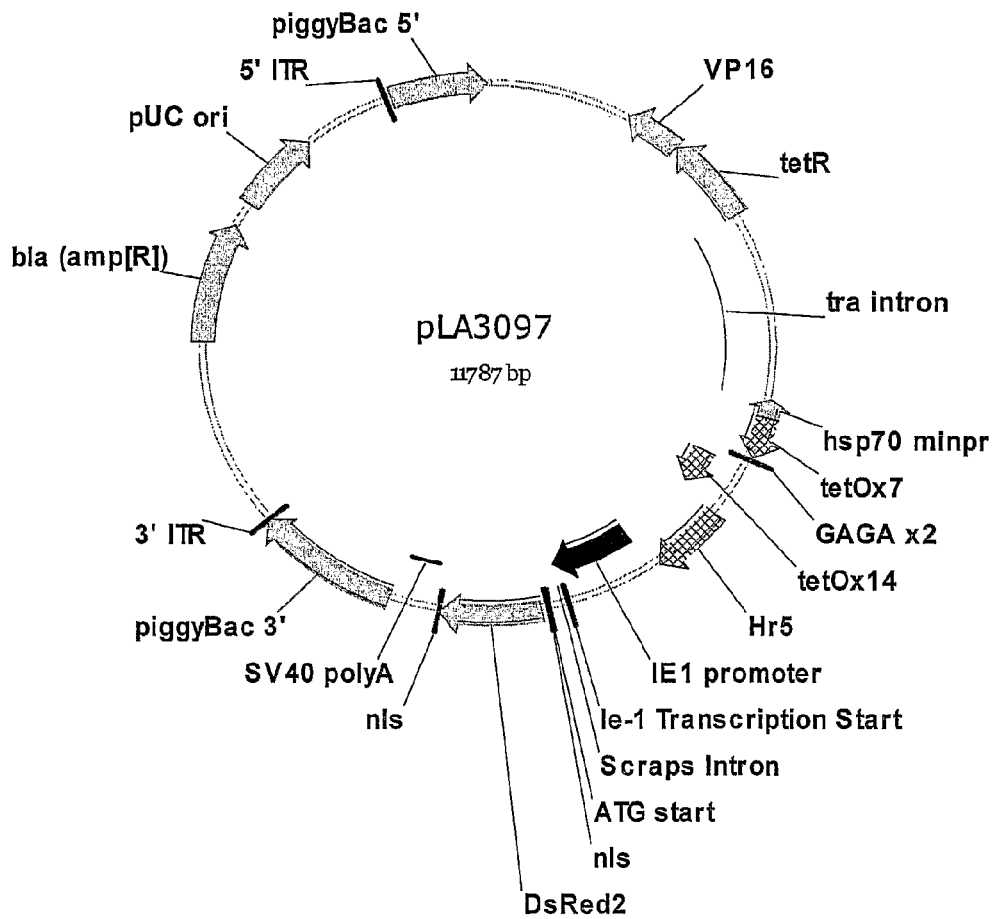 piggyBac 5'
5' ITR
VP16
pUC ori
tetR
bla (amp[R])
tra intron
pLA3097
11787 bp
hsp70 minpr
tetOx7
3' ITR
GAGA x2
tetOx14
piggyBac 3'
Hr5
SV40 polyA
IE1 promoter
nls
Ie-1 Transcription Start
Scraps Intron
ATG start
nls
DsRed2